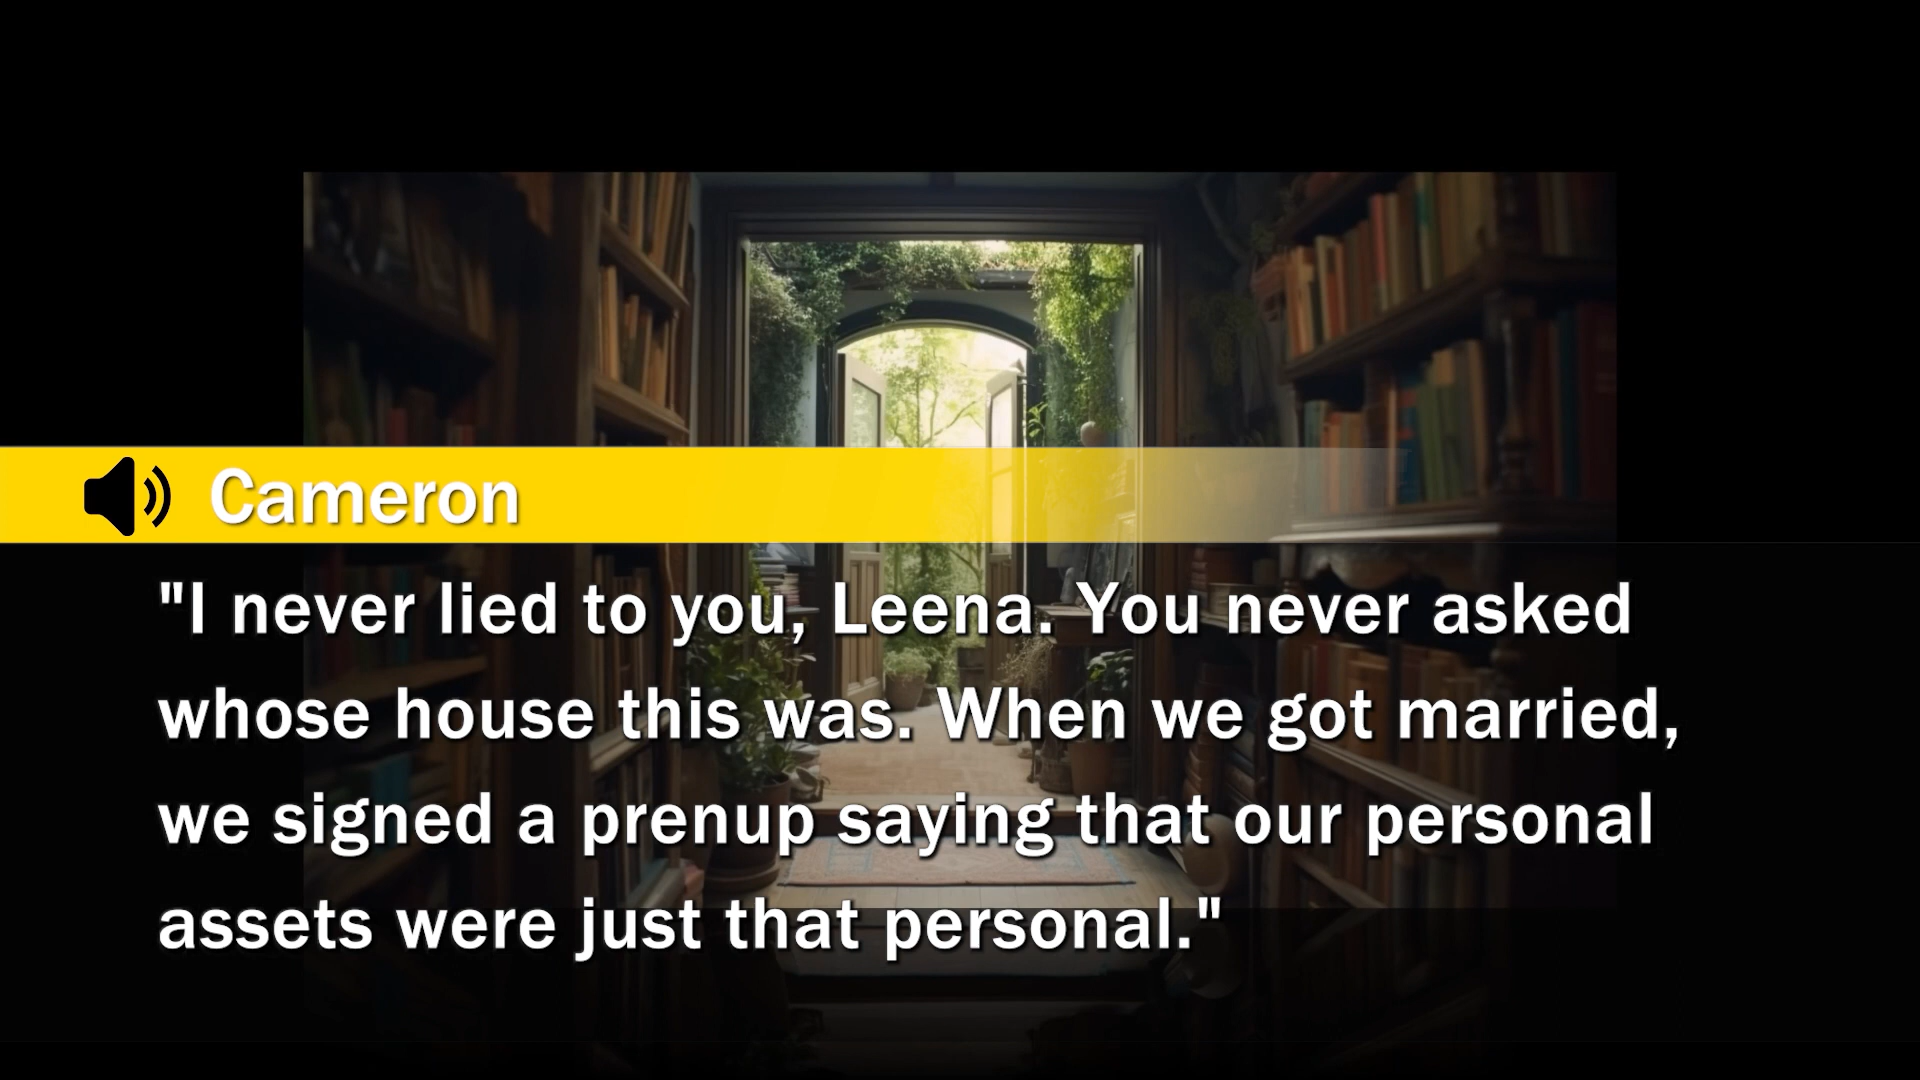 Cameron
"I never lied to you, Leena. You never asked
whose house this was. When we got married,
we signed a prenup saying that our personal
assets were just that personal."